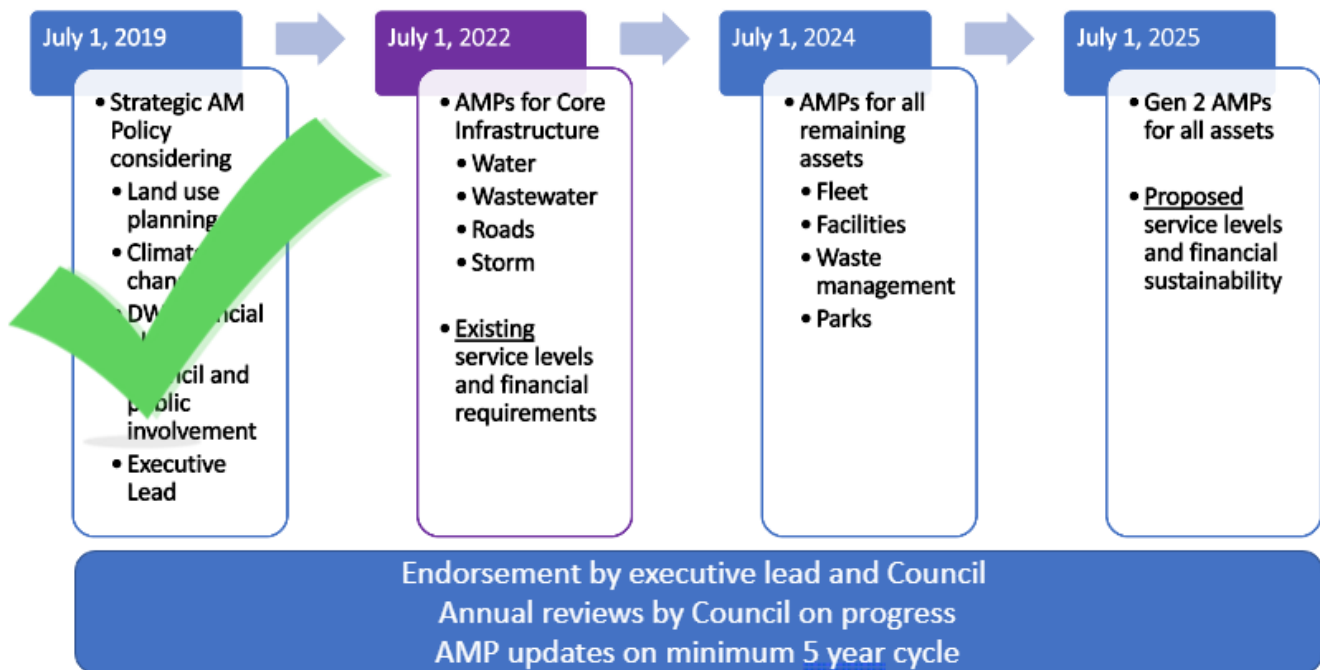 July 1, 2019
• Strategic AM
Policy
considering
• Land use
planning
• Climate
• involvement
• Executive
Lead
July 1, 2022
• AMPs for Core
Infrastructure
• Water
• Wastewater
• Roads
• Storm
• Existing
service levels
and financial
requirements
July 1, 2024
• AMPs for all
remaining
assets
• Fleet
• Facilities
• Waste
management
• Parks
July 1, 2025
• Gen 2 AMPs
for all assets
• Proposed
service levels
and financial
sustainability
Endorsement by executive lead and Council
Annual reviews by Council on progress
AMP updates on minimum 5 year cycle